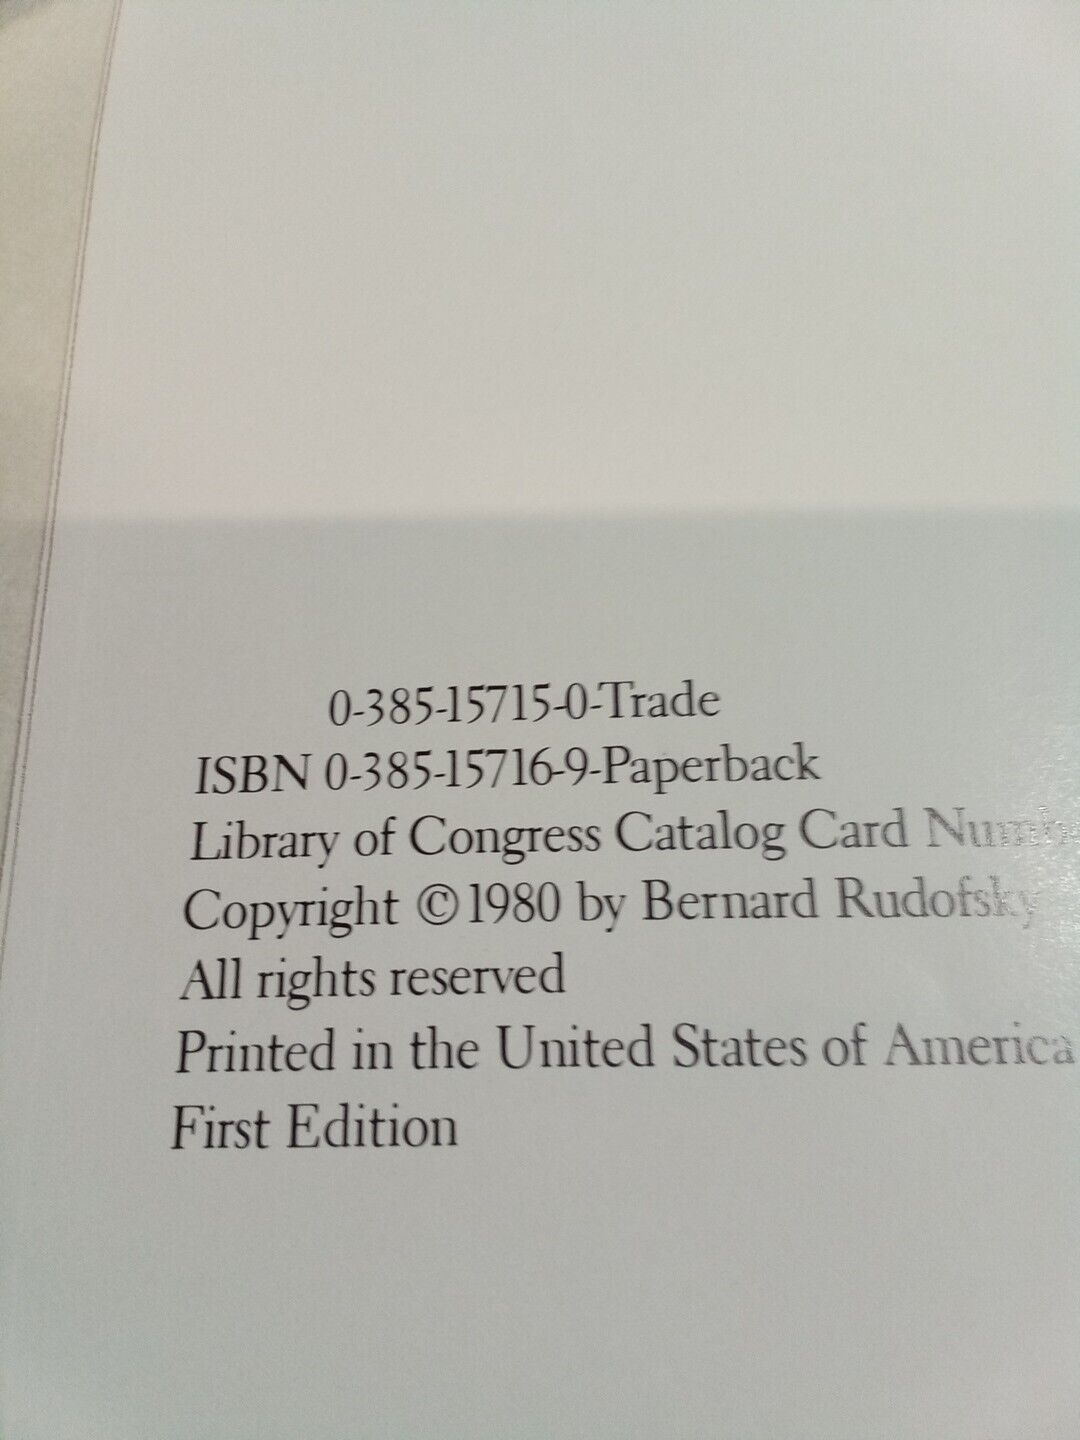 0-385-15715-0-Trade
ISBN 0-385-15716-9-Paperback
Library of Congress Catalog Card
Copyright © 1980 by Bernard Rudofsky
All rights reserved
Printed in the United States of America
First Edition